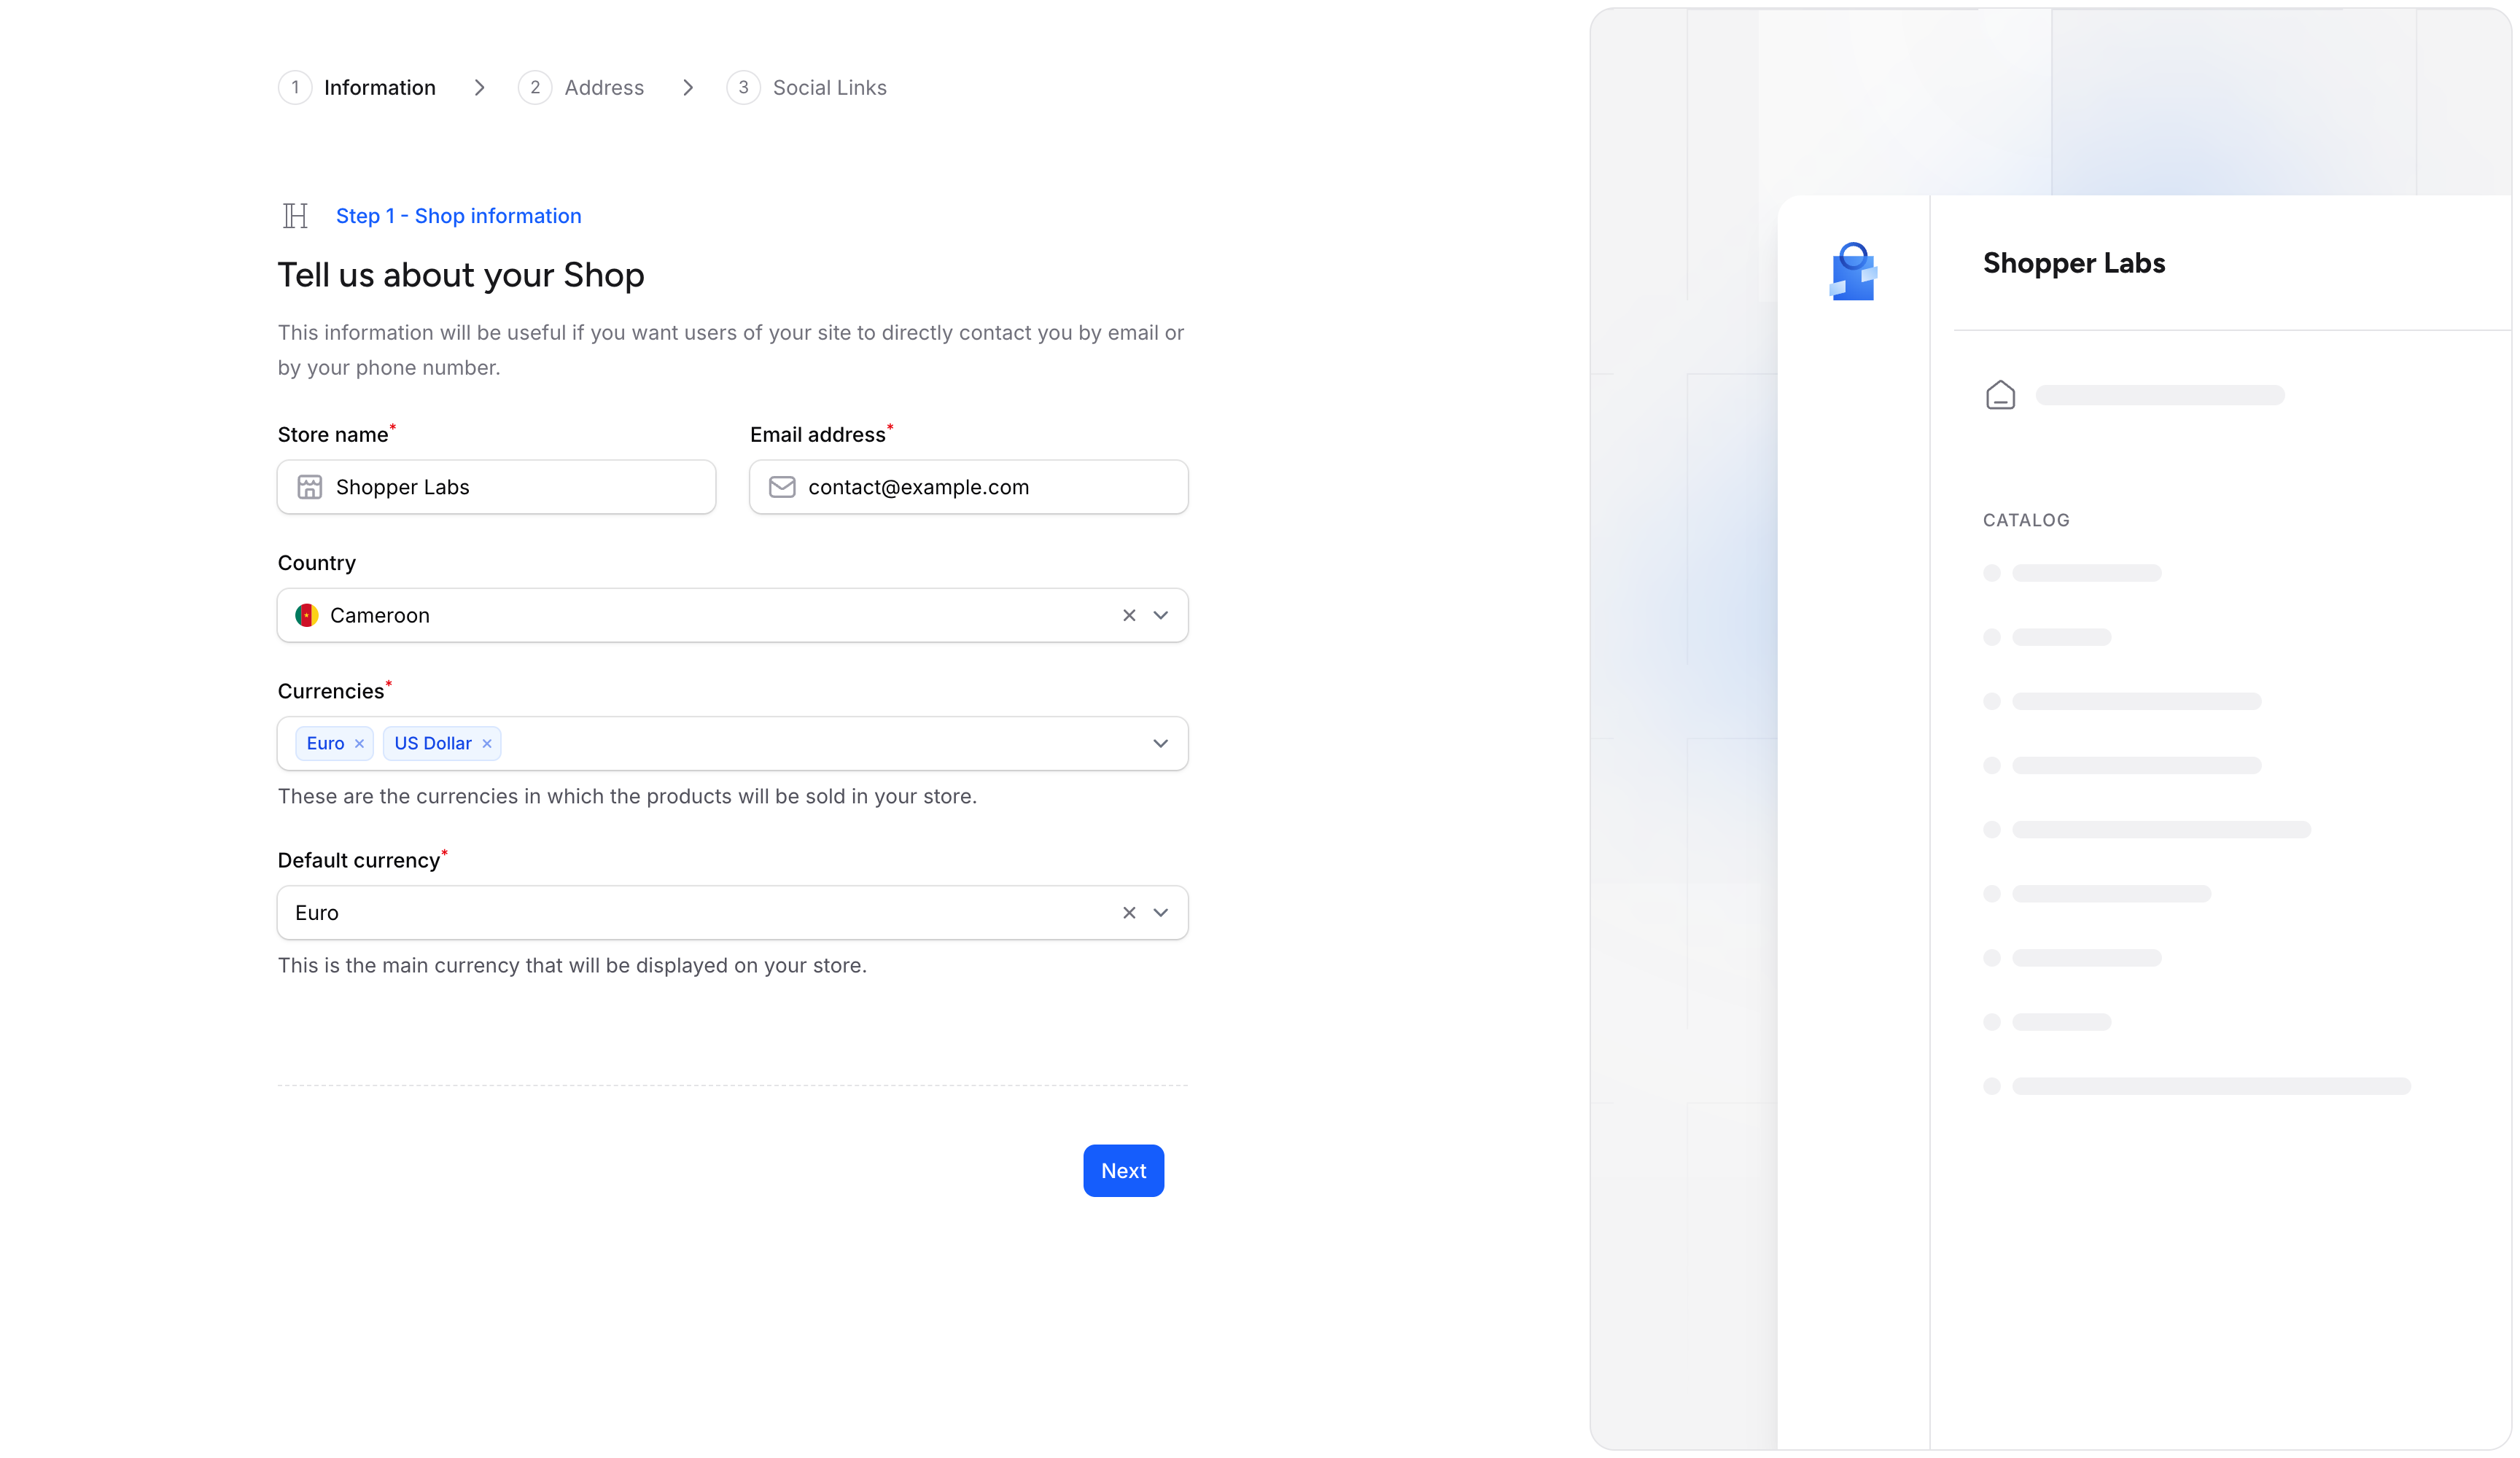 1 Information
2 Address
3 Social Links
Step 1 - Shop information
Tell us about your Shop
This information will be useful if you want users of your site to directly contact you by email or
by your phone number.
Store name*
Shopper Labs
Email address*
contact@example.com
Country
Cameroon
Currencies*
Euro × US Dollar ×
These are the currencies in which the products will be sold in your store.
Default currency*
Euro
This is the main currency that will be displayed on your store.
Next
Shopper Labs
CATALOG